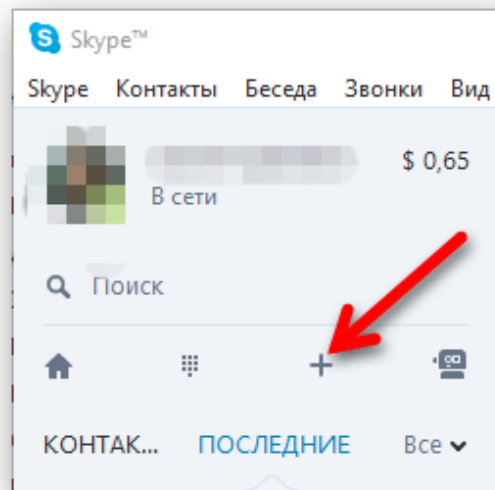 Skype™
Skype Контакты Беседа Звонки Вид
$ 0,65
В сети
Поиск
КОНТАК... ПОСЛЕДНИЕ Все